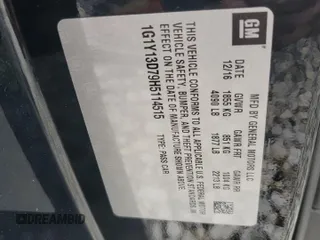 GM
MFD BY GENERAL MOTORS LLC
DATE GVWR GAWR FRT GAWR RR
12/16 1855 KG 851 KG 1004 KG
4090 LB 1877 LB 2213 LB
THIS VEHICLE CONFORMS TO ALL APPLICABLE U.S. FEDERAL MOTOR
VEHICLE SAFETY, BUMPER, AND THEFT PREVENTION STANDARDS IN
EFFECT ON THE DATE OF MANUFACTURE SHOWN ABOVE.
1G1Y13D79H5114515 TYPE: PASS CAR
DREAMBID